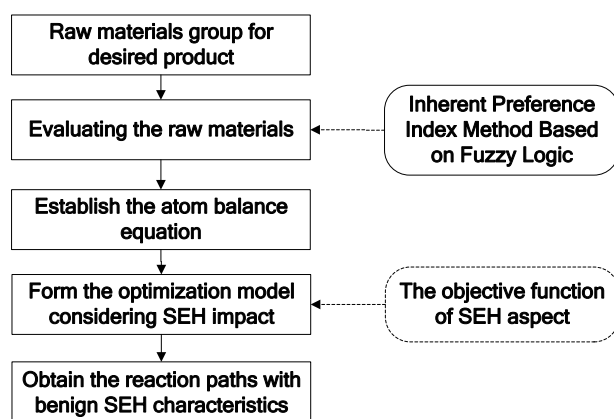 Raw materials group for
desired product
Evaluating the raw materials
Inherent Preference
Index Method Based
on Fuzzy Logic
Establish the atom balance
equation
Form the optimization model
considering SEH impact
The objective function
of SEH aspect
Obtain the reaction paths with
benign SEH characteristics